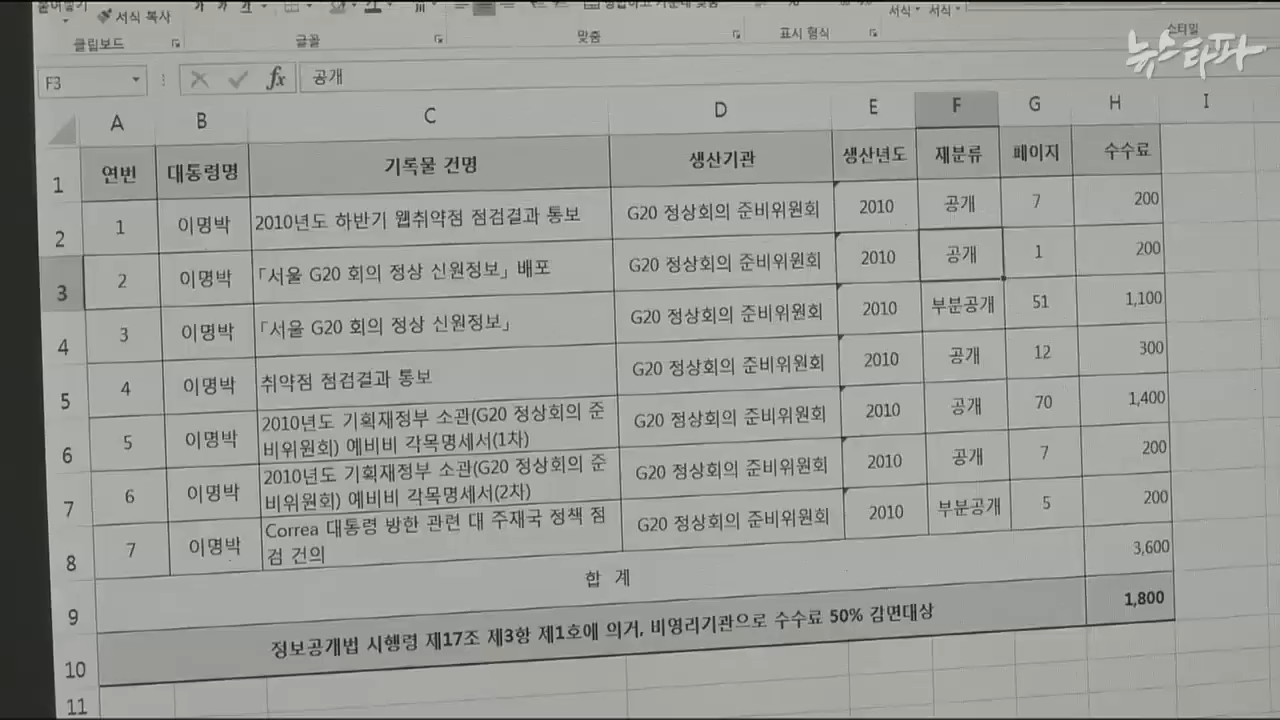 서식 복사
클립보드
글꼴
맞춤
표시 형식
서식 서식
스타일
뉴스타파
F3
fx
공개
A B C D E F G H I
1 연번 대통령명 기록물 건명 생산기관 생산년도 재분류 페이지 수수료
2 1 이명박 2010년도 하반기 웹취약점 점검결과 통보 G20 정상회의 준비위원회 2010 공개 7 200
3 2 이명박 「서울 G20 회의 정상 신원정보」 배포 G20 정상회의 준비위원회 2010 공개 1 200
4 3 이명박 「서울 G20 회의 정상 신원정보」 G20 정상회의 준비위원회 2010 부분공개 51 1,100
5 4 이명박 취약점 점검결과 통보 G20 정상회의 준비위원회 2010 공개 12 300
6 5 이명박 2010년도 기획재정부 소관(G20 정상회의 준
비위원회) 예비비 각목명세서(1차) G20 정상회의 준비위원회 2010 공개 70 1,400
7 6 이명박 2010년도 기획재정부 소관(G20 정상회의 준
비위원회) 예비비 각목명세서(2차) G20 정상회의 준비위원회 2010 공개 7 200
8 7 이명박 Correa 대통령 방한 관련 대 주재국 정책 점
검 건의 G20 정상회의 준비위원회 2010 부분공개 5 200
9 합 계 3,600
10 정보공개법 시행령 제17조 제3항 제1호에 의거, 비영리기관으로 수수료 50% 감면대상 1,800
11